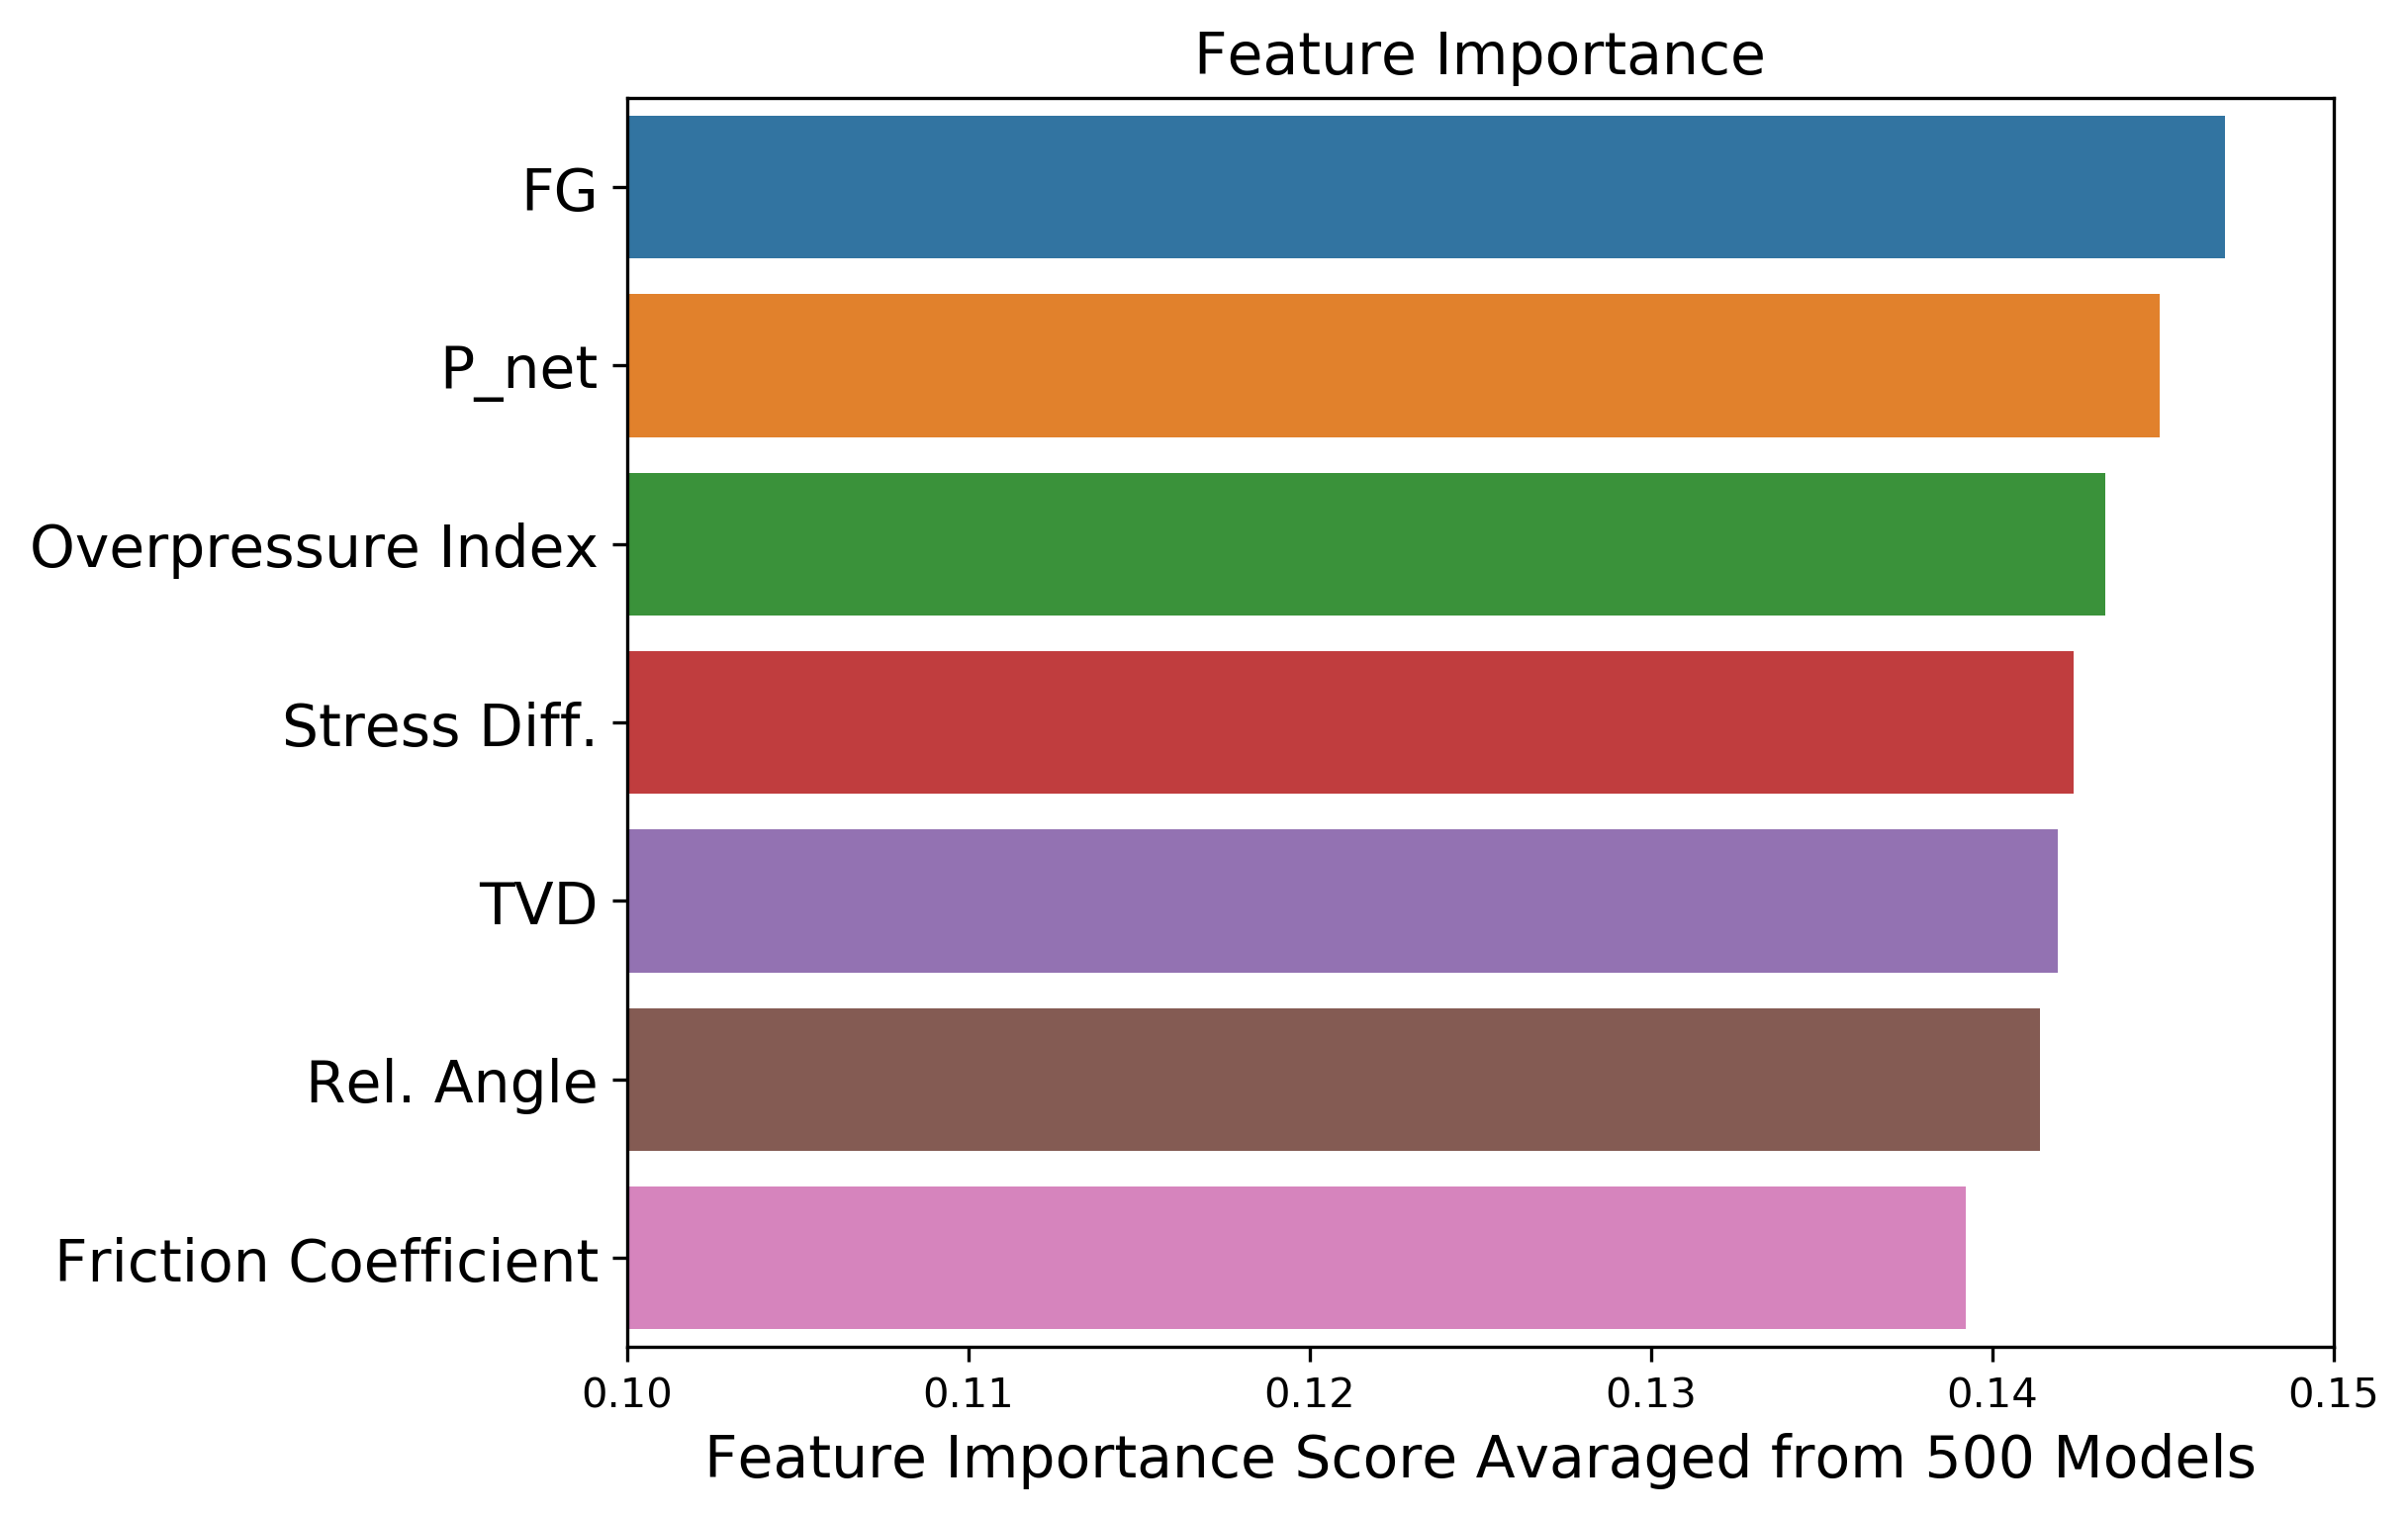 Feature Importance
FG
P_net
Overpressure Index
Stress Diff.
TVD
Rel. Angle
Friction Coefficient
0.10 0.11 0.12 0.13 0.14 0.15
Feature Importance Score Avaraged from 500 Models